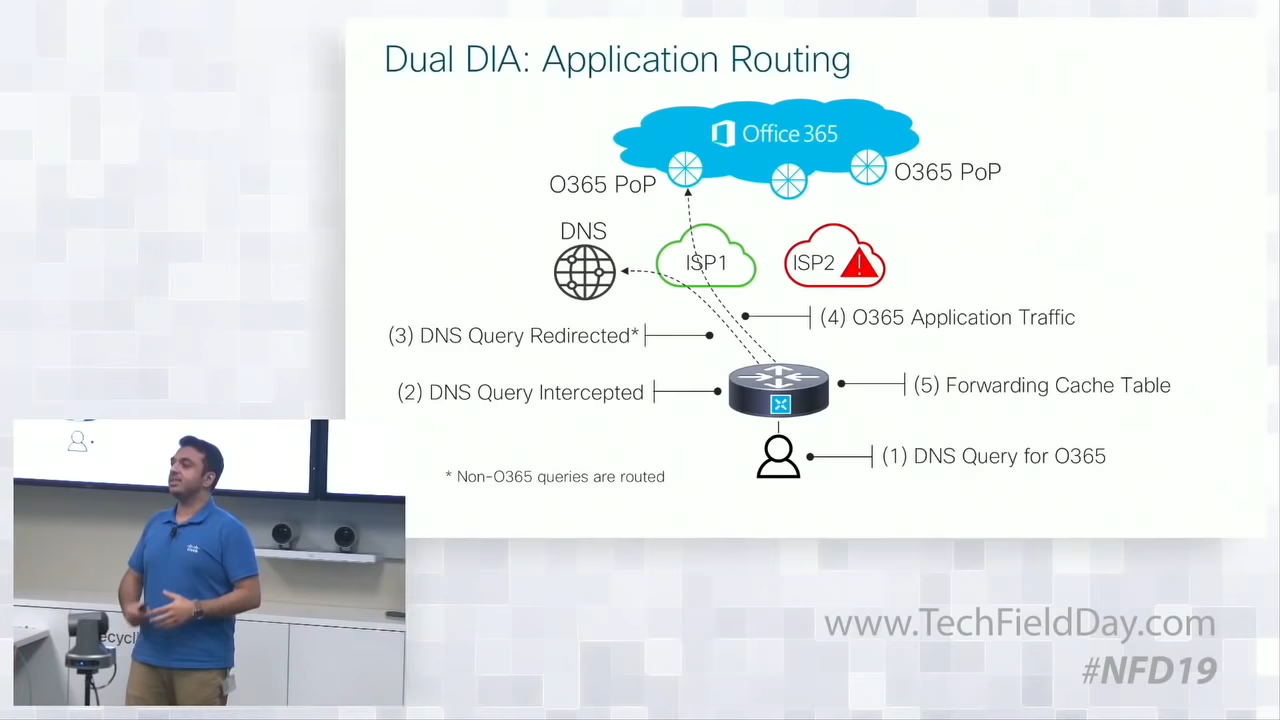 Dual DIA: Application Routing
Office 365
O365 PoP
O365 PoP
DNS
ISP1
ISP2
(4) O365 Application Traffic
(3) DNS Query Redirected*
(2) DNS Query Intercepted
(5) Forwarding Cache Table
(1) DNS Query for O365
* Non-O365 queries are routed
ecycli
www.TechFieldDay.com
#NFD19